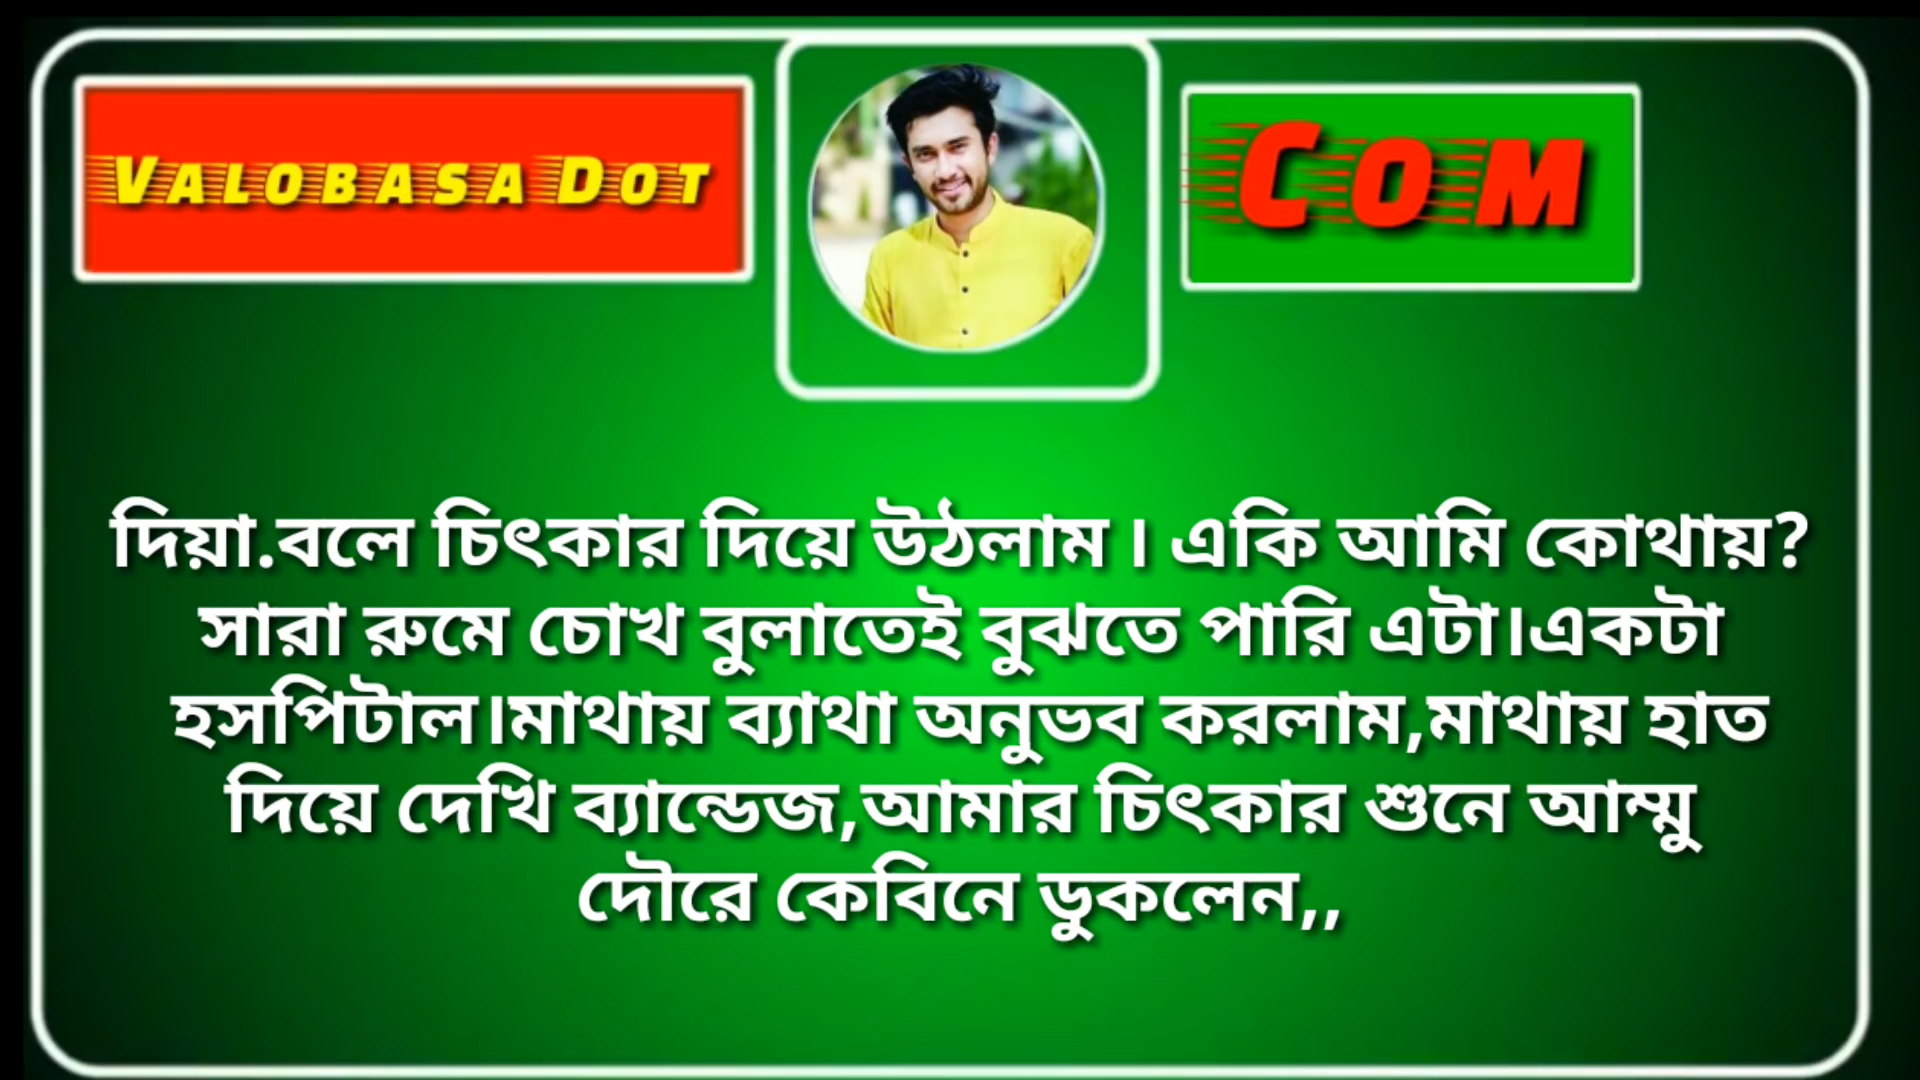 VALOBASA DOT
COM
দিয়া.বলে চিৎকার দিয়ে উঠলাম। একি আমি কোথায়?
সারা রুমে চোখ বুলাতেই বুঝতে পারি এটা।একটা
হসপিটাল।মাথায় ব্যাথা অনুভব করলাম,মাথায় হাত
দিয়ে দেখি ব্যান্ডেজ,আমার চিৎকার শুনে আম্মু
দৌরে কেবিনে ডুকলেন,,